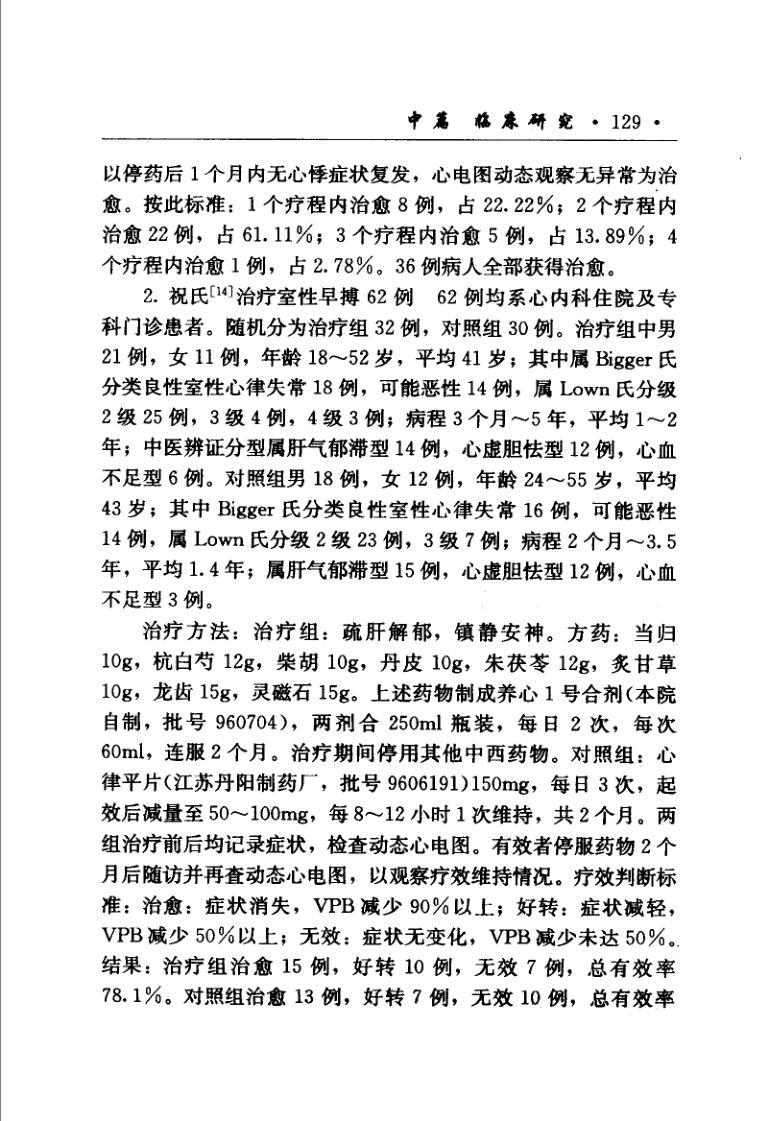 中篇 临床研究 · 129 ·
以停药后 1 个月内无心悸症状复发，心电图动态观察无异常为治
愈。按此标准：1 个疗程内治愈 8 例，占 22.22%；2 个疗程内
治愈 22 例，占 61.11%；3 个疗程内治愈 5 例，占 13.89%；4
个疗程内治愈 1 例，占 2.78%。36 例病人全部获得治愈。
2. 祝氏[14]治疗室性早搏 62 例 62 例均系心内科住院及专
科门诊患者。随机分为治疗组 32 例，对照组 30 例。治疗组中男
21 例，女 11 例，年龄 18～52 岁，平均 41 岁；其中属 Bigger 氏
分类良性室性心律失常 18 例，可能恶性 14 例，属 Lown 氏分级
2 级 25 例，3 级 4 例，4 级 3 例；病程 3 个月～5 年，平均 1～2
年；中医辨证分型属肝气郁滞型 14 例，心虚胆怯型 12 例，心血
不足型 6 例。对照组男 18 例，女 12 例，年龄 24～55 岁，平均
43 岁；其中 Bigger 氏分类良性室性心律失常 16 例，可能恶性
14 例，属 Lown 氏分级 2 级 23 例，3 级 7 例；病程 2 个月～3.5
年，平均 1.4 年；属肝气郁滞型 15 例，心虚胆怯型 12 例，心血
不足型 3 例。
治疗方法：治疗组：疏肝解郁，镇静安神。方药：当归
10g，杭白芍 12g，柴胡 10g，丹皮 10g，朱茯苓 12g，炙甘草
10g，龙齿 15g，灵磁石 15g。上述药物制成养心 1 号合剂(本院
自制，批号 960704)，两剂合 250ml 瓶装，每日 2 次，每次
60ml，连服 2 个月。治疗期间停用其他中西药物。对照组：心
律平片(江苏丹阳制药厂，批号 9606191)150mg，每日 3 次，起
效后减量至 50～100mg，每 8～12 小时 1 次维持，共 2 个月。两
组治疗前后均记录症状，检查动态心电图。有效者停服药物 2 个
月后随访并再查动态心电图，以观察疗效维持情况。疗效判断标
准：治愈：症状消失，VPB 减少 90%以上；好转：症状减轻，
VPB 减少 50%以上；无效：症状无变化，VPB 减少未达 50%。
结果：治疗组治愈 15 例，好转 10 例，无效 7 例，总有效率
78.1%。对照组治愈 13 例，好转 7 例，无效 10 例，总有效率